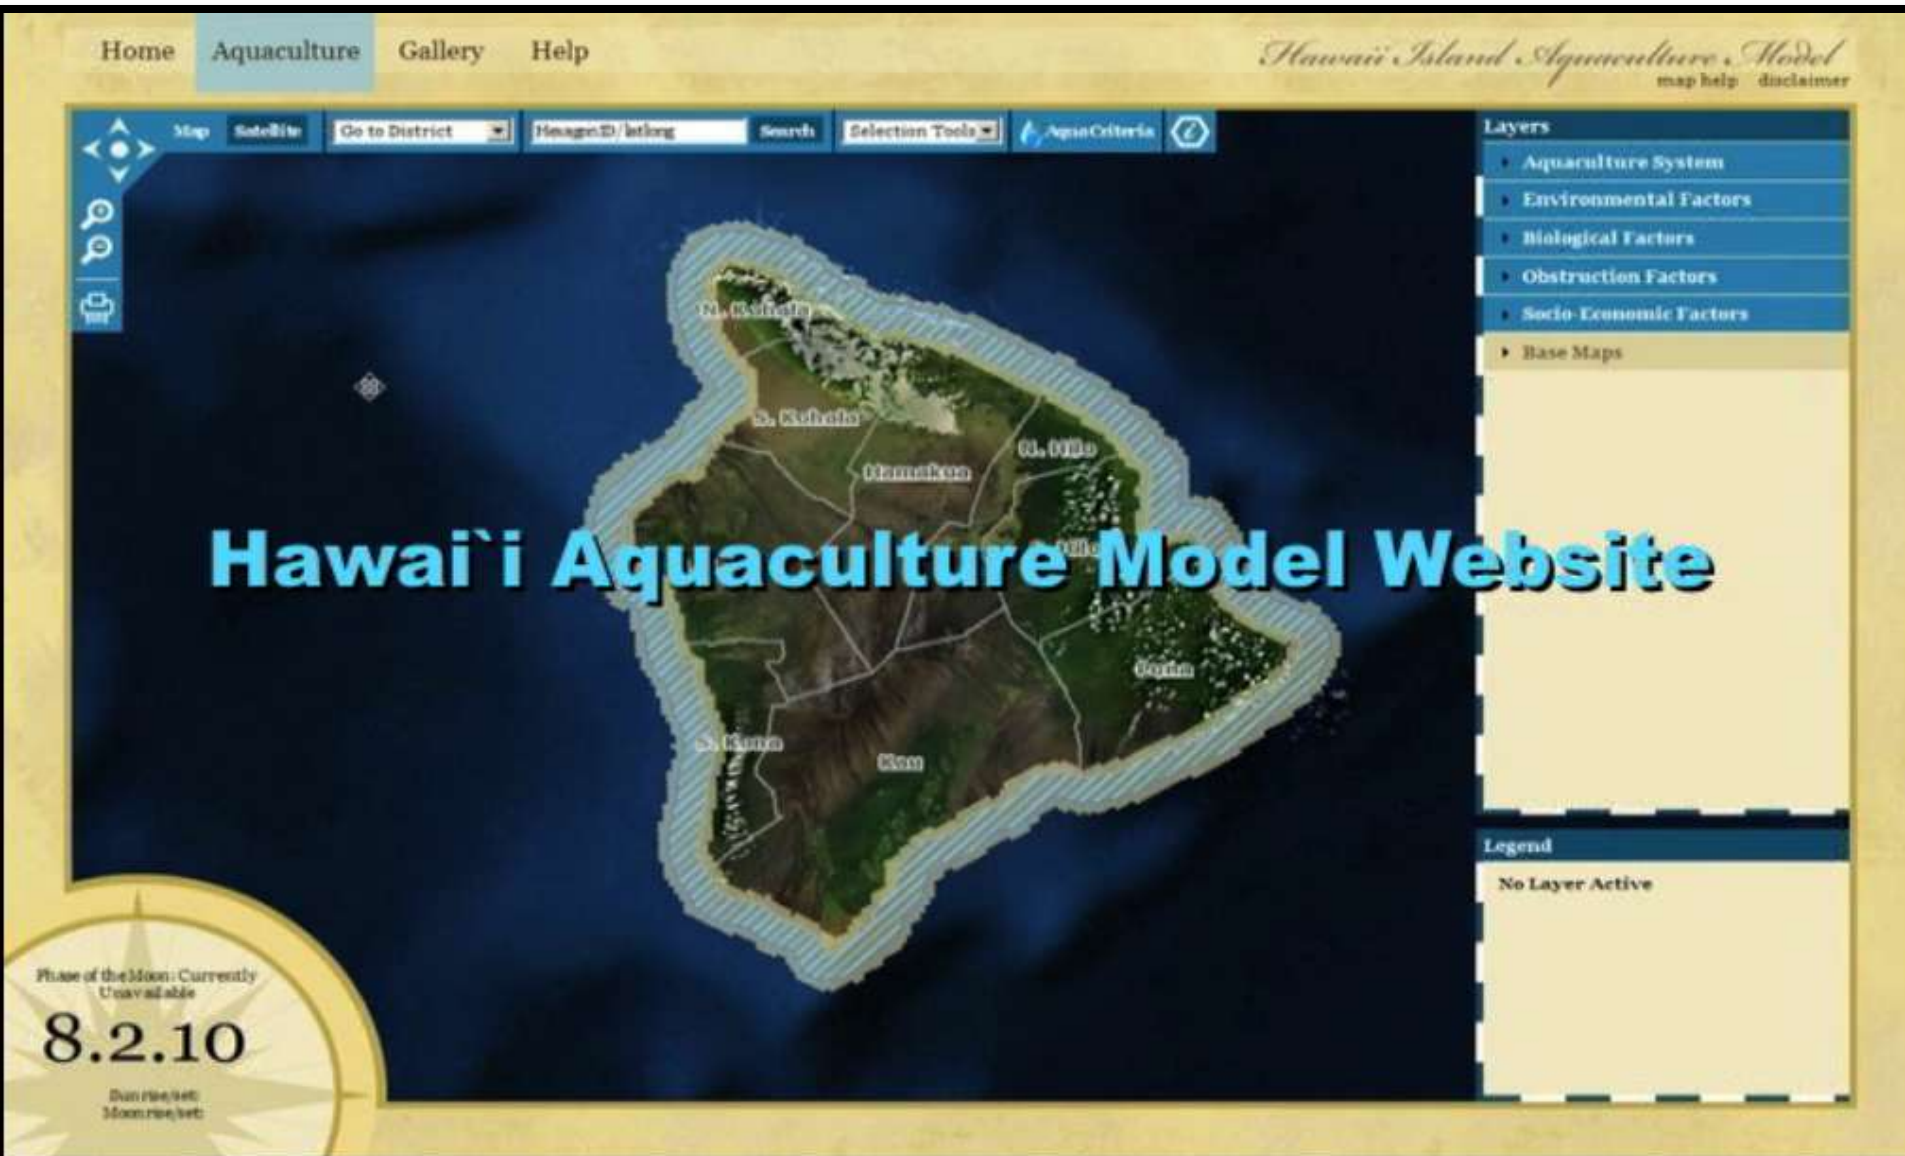 Home Aquaculture Gallery Help
Hawaii Island Aquaculture Model
map help disclaimer
Map Satellite Go to District HexagonID/latlong Search Selection Tools AquaCriteria i
Layers
Aquaculture System
Environmental Factors
Biological Factors
Obstruction Factors
Socio-Economic Factors
Base Maps
N. Kohala
S. Kohala
N. Hilo
Hamakua
Hawai`i Aquaculture Model Website
Puna
S. Kona
Kau
Legend
No Layer Active
Phase of the Moon: Currently
Unavailable
8.2.10
Sun rise/set:
Moon rise/set: